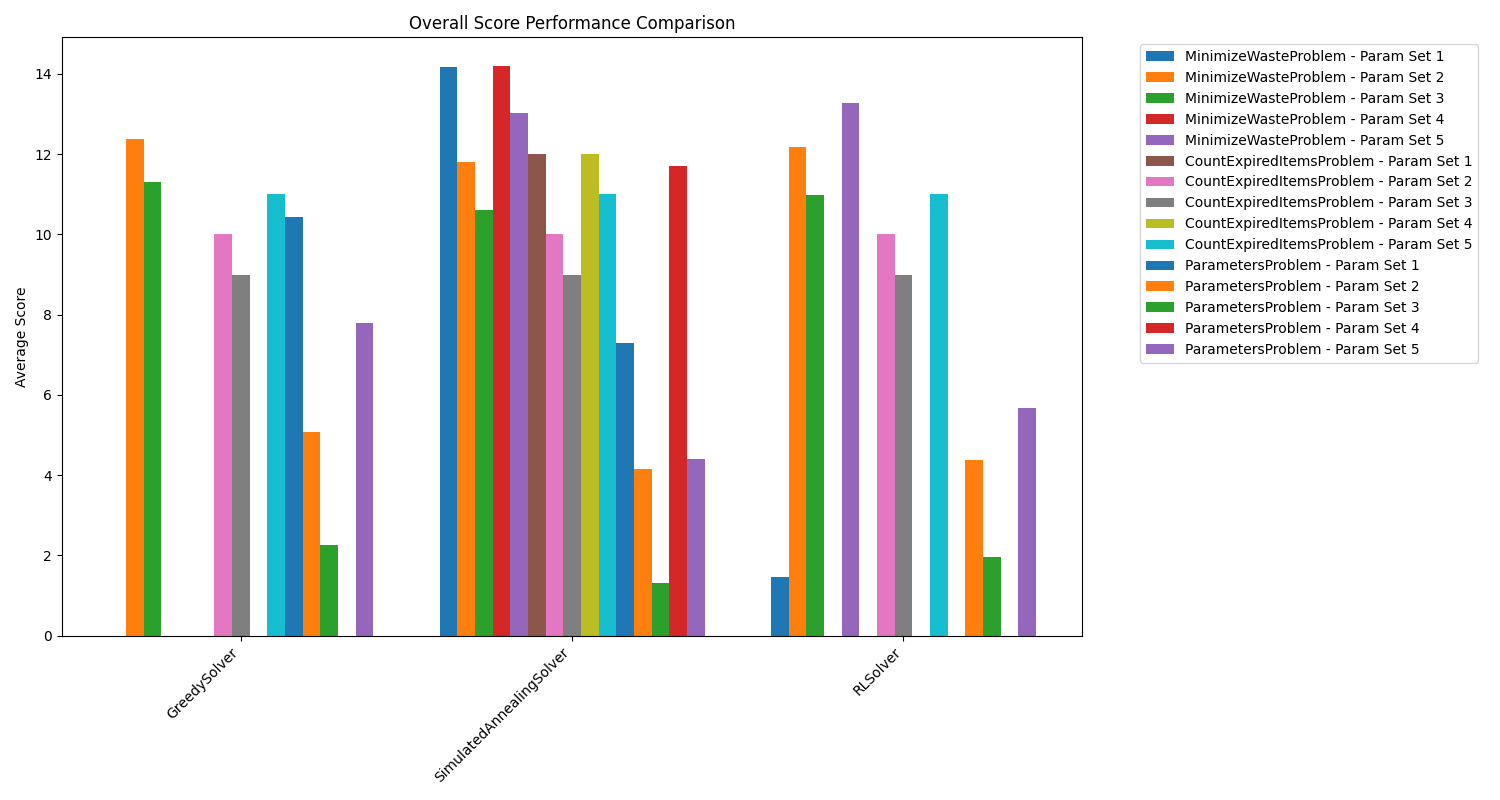 Overall Score Performance Comparison
Average Score
14
12
10
8
6
4
2
0
GreedySolver
SimulatedAnnealingSolver
RLSolver
MinimizeWasteProblem - Param Set 1
MinimizeWasteProblem - Param Set 2
MinimizeWasteProblem - Param Set 3
MinimizeWasteProblem - Param Set 4
MinimizeWasteProblem - Param Set 5
CountExpiredItemsProblem - Param Set 1
CountExpiredItemsProblem - Param Set 2
CountExpiredItemsProblem - Param Set 3
CountExpiredItemsProblem - Param Set 4
CountExpiredItemsProblem - Param Set 5
ParametersProblem - Param Set 1
ParametersProblem - Param Set 2
ParametersProblem - Param Set 3
ParametersProblem - Param Set 4
ParametersProblem - Param Set 5